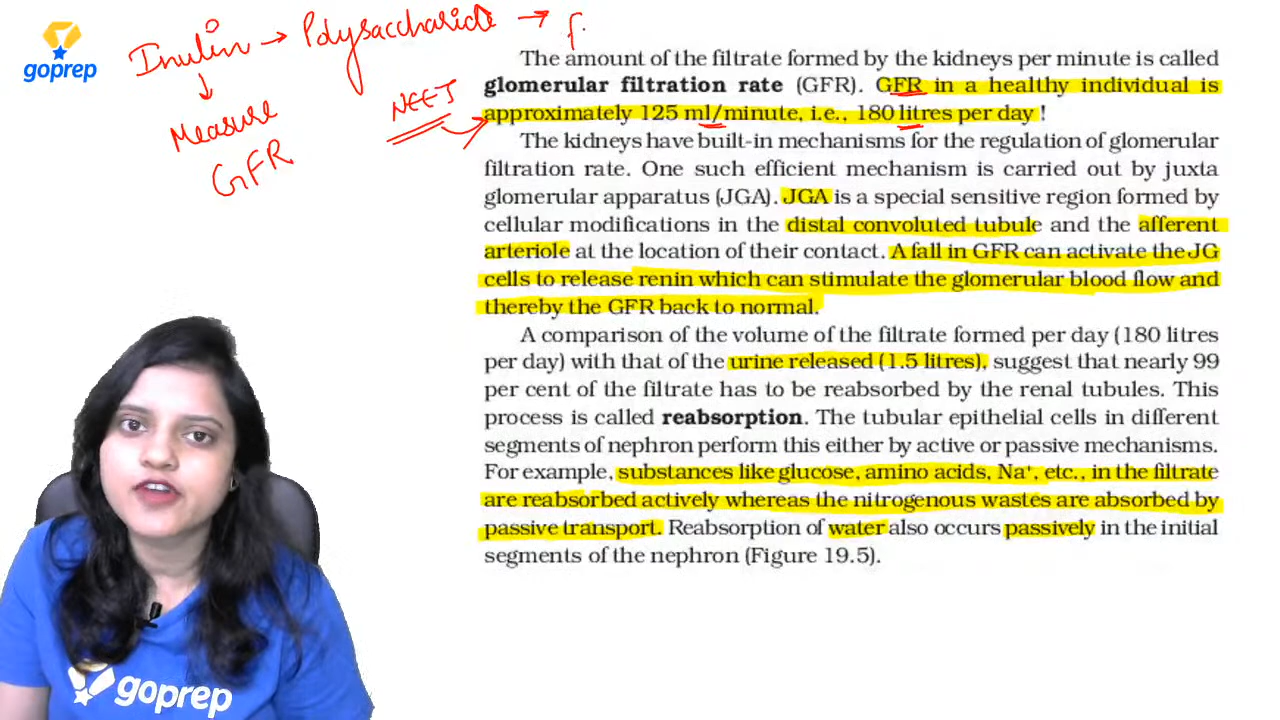 Inulin → Polysaccharide → f
Measure
GFR
NEET
goprep
The amount of the filtrate formed by the kidneys per minute is called
glomerular filtration rate (GFR). GFR in a healthy individual is
approximately 125 ml/minute, i.e., 180 litres per day !
The kidneys have built-in mechanisms for the regulation of glomerular
filtration rate. One such efficient mechanism is carried out by juxta
glomerular apparatus (JGA). JGA is a special sensitive region formed by
cellular modifications in the distal convoluted tubule and the afferent
arteriole at the location of their contact. A fall in GFR can activate the JG
cells to release renin which can stimulate the glomerular blood flow and
thereby the GFR back to normal.
A comparison of the volume of the filtrate formed per day (180 litres
per day) with that of the urine released (1.5 litres), suggest that nearly 99
per cent of the filtrate has to be reabsorbed by the renal tubules. This
process is called reabsorption. The tubular epithelial cells in different
segments of nephron perform this either by active or passive mechanisms.
For example, substances like glucose, amino acids, Na⁺, etc., in the filtrate
are reabsorbed actively whereas the nitrogenous wastes are absorbed by
passive transport. Reabsorption of water also occurs passively in the initial
segments of the nephron (Figure 19.5).
goprep